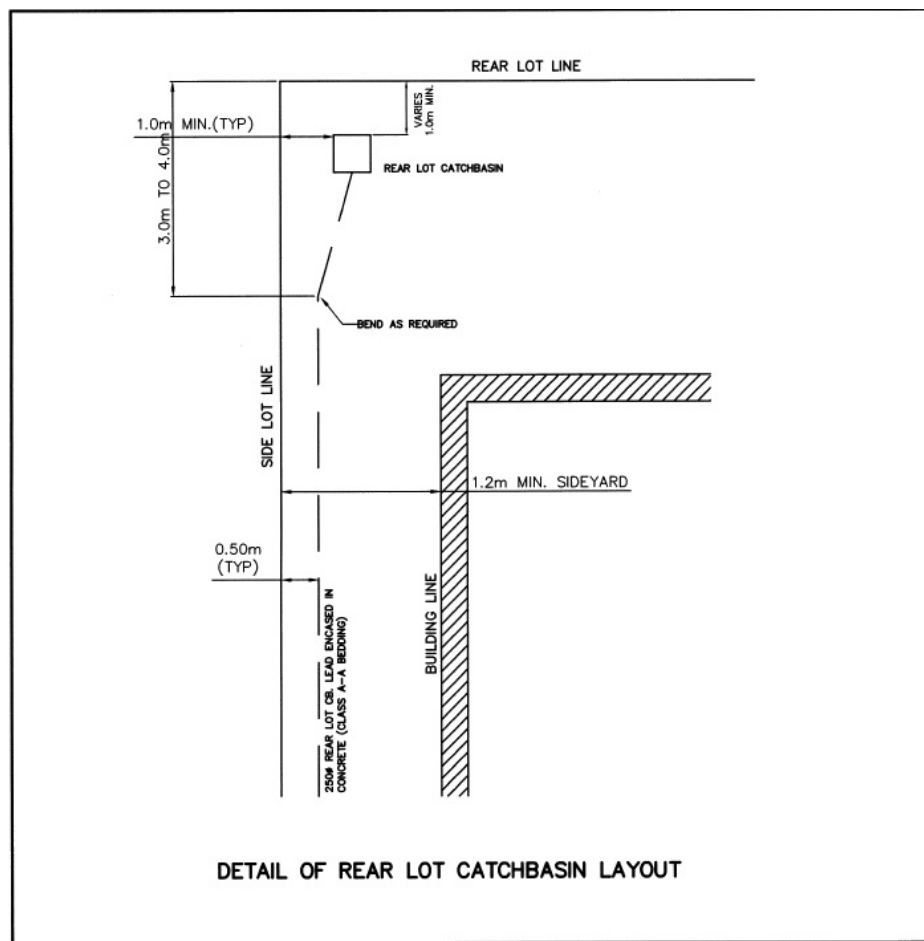 REAR LOT LINE
VARIES
1.0m MIN.
1.0m MIN.(TYP)
3.0m TO 4.0m
REAR LOT CATCHBASIN
BEND AS REQUIRED
SIDE LOT LINE
1.2m MIN. SIDEYARD
0.50m
(TYP)
BUILDING LINE
250ø REAR LOT CB. LEAD ENCASED IN
CONCRETE (CLASS A-A BEDDING)
DETAIL OF REAR LOT CATCHBASIN LAYOUT